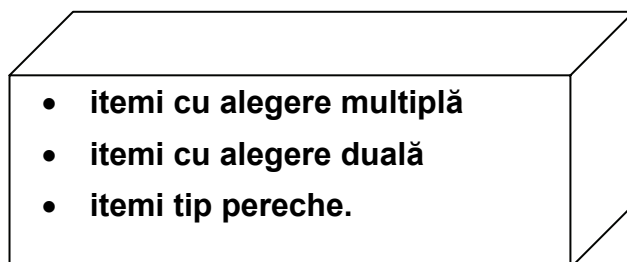 • itemi cu alegere multiplă
• itemi cu alegere duală
• itemi tip pereche.